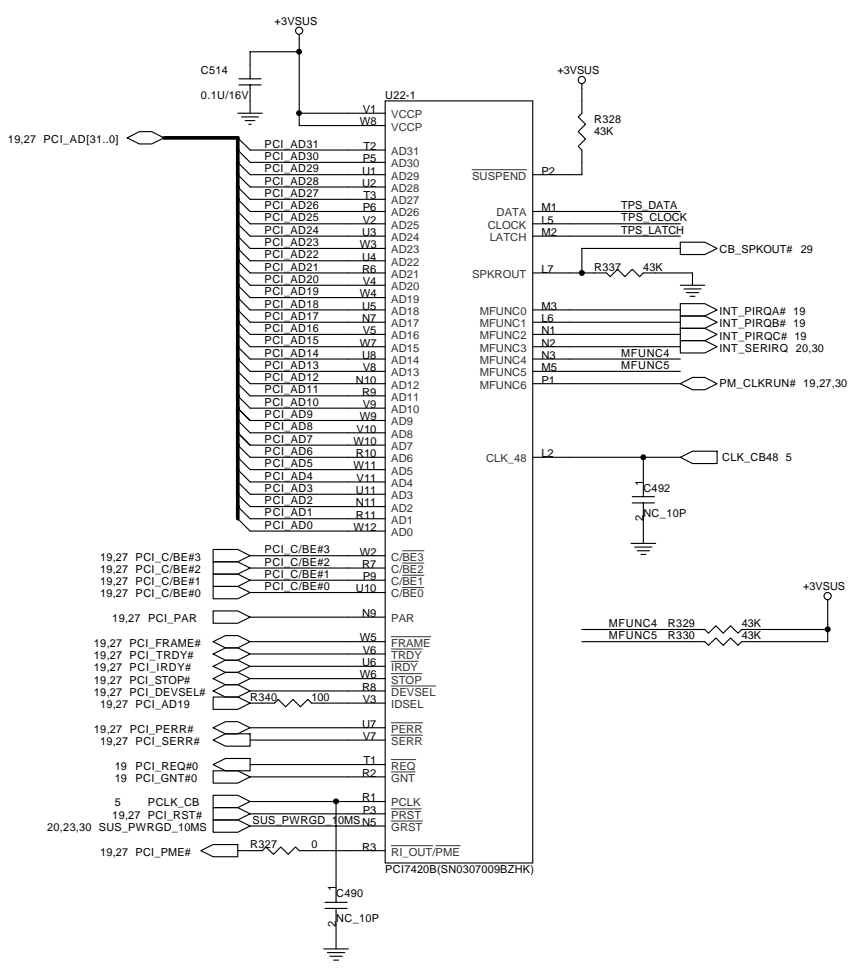 +3VSUS
C514
0.1U/16V
+3VSUS
R328
43K
U22-1
V1 VCCP
W8 VCCP
19,27 PCI_AD[31..0]
PCI_AD31 T2 AD31
PCI_AD30 P5 AD30
PCI_AD29 U1 AD29
PCI_AD28 U2 AD28
PCI_AD27 T3 AD27
PCI_AD26 P6 AD26
PCI_AD25 V2 AD25
PCI_AD24 U3 AD24
PCI_AD23 W3 AD23
PCI_AD22 U4 AD22
PCI_AD21 R6 AD21
PCI_AD20 V4 AD20
PCI_AD19 W4 AD19
PCI_AD18 U5 AD18
PCI_AD17 N7 AD17
PCI_AD16 V5 AD16
PCI_AD15 W7 AD15
PCI_AD14 U8 AD14
PCI_AD13 V8 AD13
PCI_AD12 N10 AD12
PCI_AD11 R9 AD11
PCI_AD10 V9 AD10
PCI_AD9 W9 AD9
PCI_AD8 V10 AD8
PCI_AD7 W10 AD7
PCI_AD6 R10 AD6
PCI_AD5 W11 AD5
PCI_AD4 V11 AD4
PCI_AD3 U11 AD3
PCI_AD2 N11 AD2
PCI_AD1 R11 AD1
PCI_AD0 W12 AD0
19,27 PCI_C/BE#3 PCI_C/BE#3 W2 C/BE3
19,27 PCI_C/BE#2 PCI_C/BE#2 R7 C/BE2
19,27 PCI_C/BE#1 PCI_C/BE#1 P9 C/BE1
19,27 PCI_C/BE#0 PCI_C/BE#0 U10 C/BE0
19,27 PCI_PAR N9 PAR
19,27 PCI_FRAME# W5 FRAME
19,27 PCI_TRDY# V6 TRDY
19,27 PCI_IRDY# U6 IRDY
19,27 PCI_STOP# W6 STOP
19,27 PCI_DEVSEL# R8 DEVSEL
19,27 PCI_AD19 R340 100 V3 IDSEL
19,27 PCI_PERR# U7 PERR
19,27 PCI_SERR# V7 SERR
19 PCI_REQ#0 T1 REQ
19 PCI_GNT#0 R2 GNT
5 PCLK_CB R1 PCLK
19,27 PCI_RST# P3 PRST
20,23,30 SUS_PWRGD_10MS SUS_PWRGD_10MS N5 GRST
19,27 PCI_PME# R327 0 R3 RI_OUT/PME
PCI7420B(SN0307009BZHK)
1 C490
2 NC_10P
SUSPEND P2
DATA M1 TPS_DATA
CLOCK L5 TPS_CLOCK
LATCH M2 TPS_LATCH
CB_SPKOUT# 29
SPKROUT L7 R337 43K
MFUNC0 M3 INT_PIRQA# 19
MFUNC1 L6 INT_PIRQB# 19
MFUNC2 N1 INT_PIRQC# 19
MFUNC3 N2 INT_SERIRQ 20,30
MFUNC4 N3 MFUNC4
MFUNC5 M5 MFUNC5
MFUNC6 P1 PM_CLKRUN# 19,27,30
CLK_48 L2 CLK_CB48 5
1 C492
2 NC_10P
+3VSUS
MFUNC4 R329 43K
MFUNC5 R330 43K